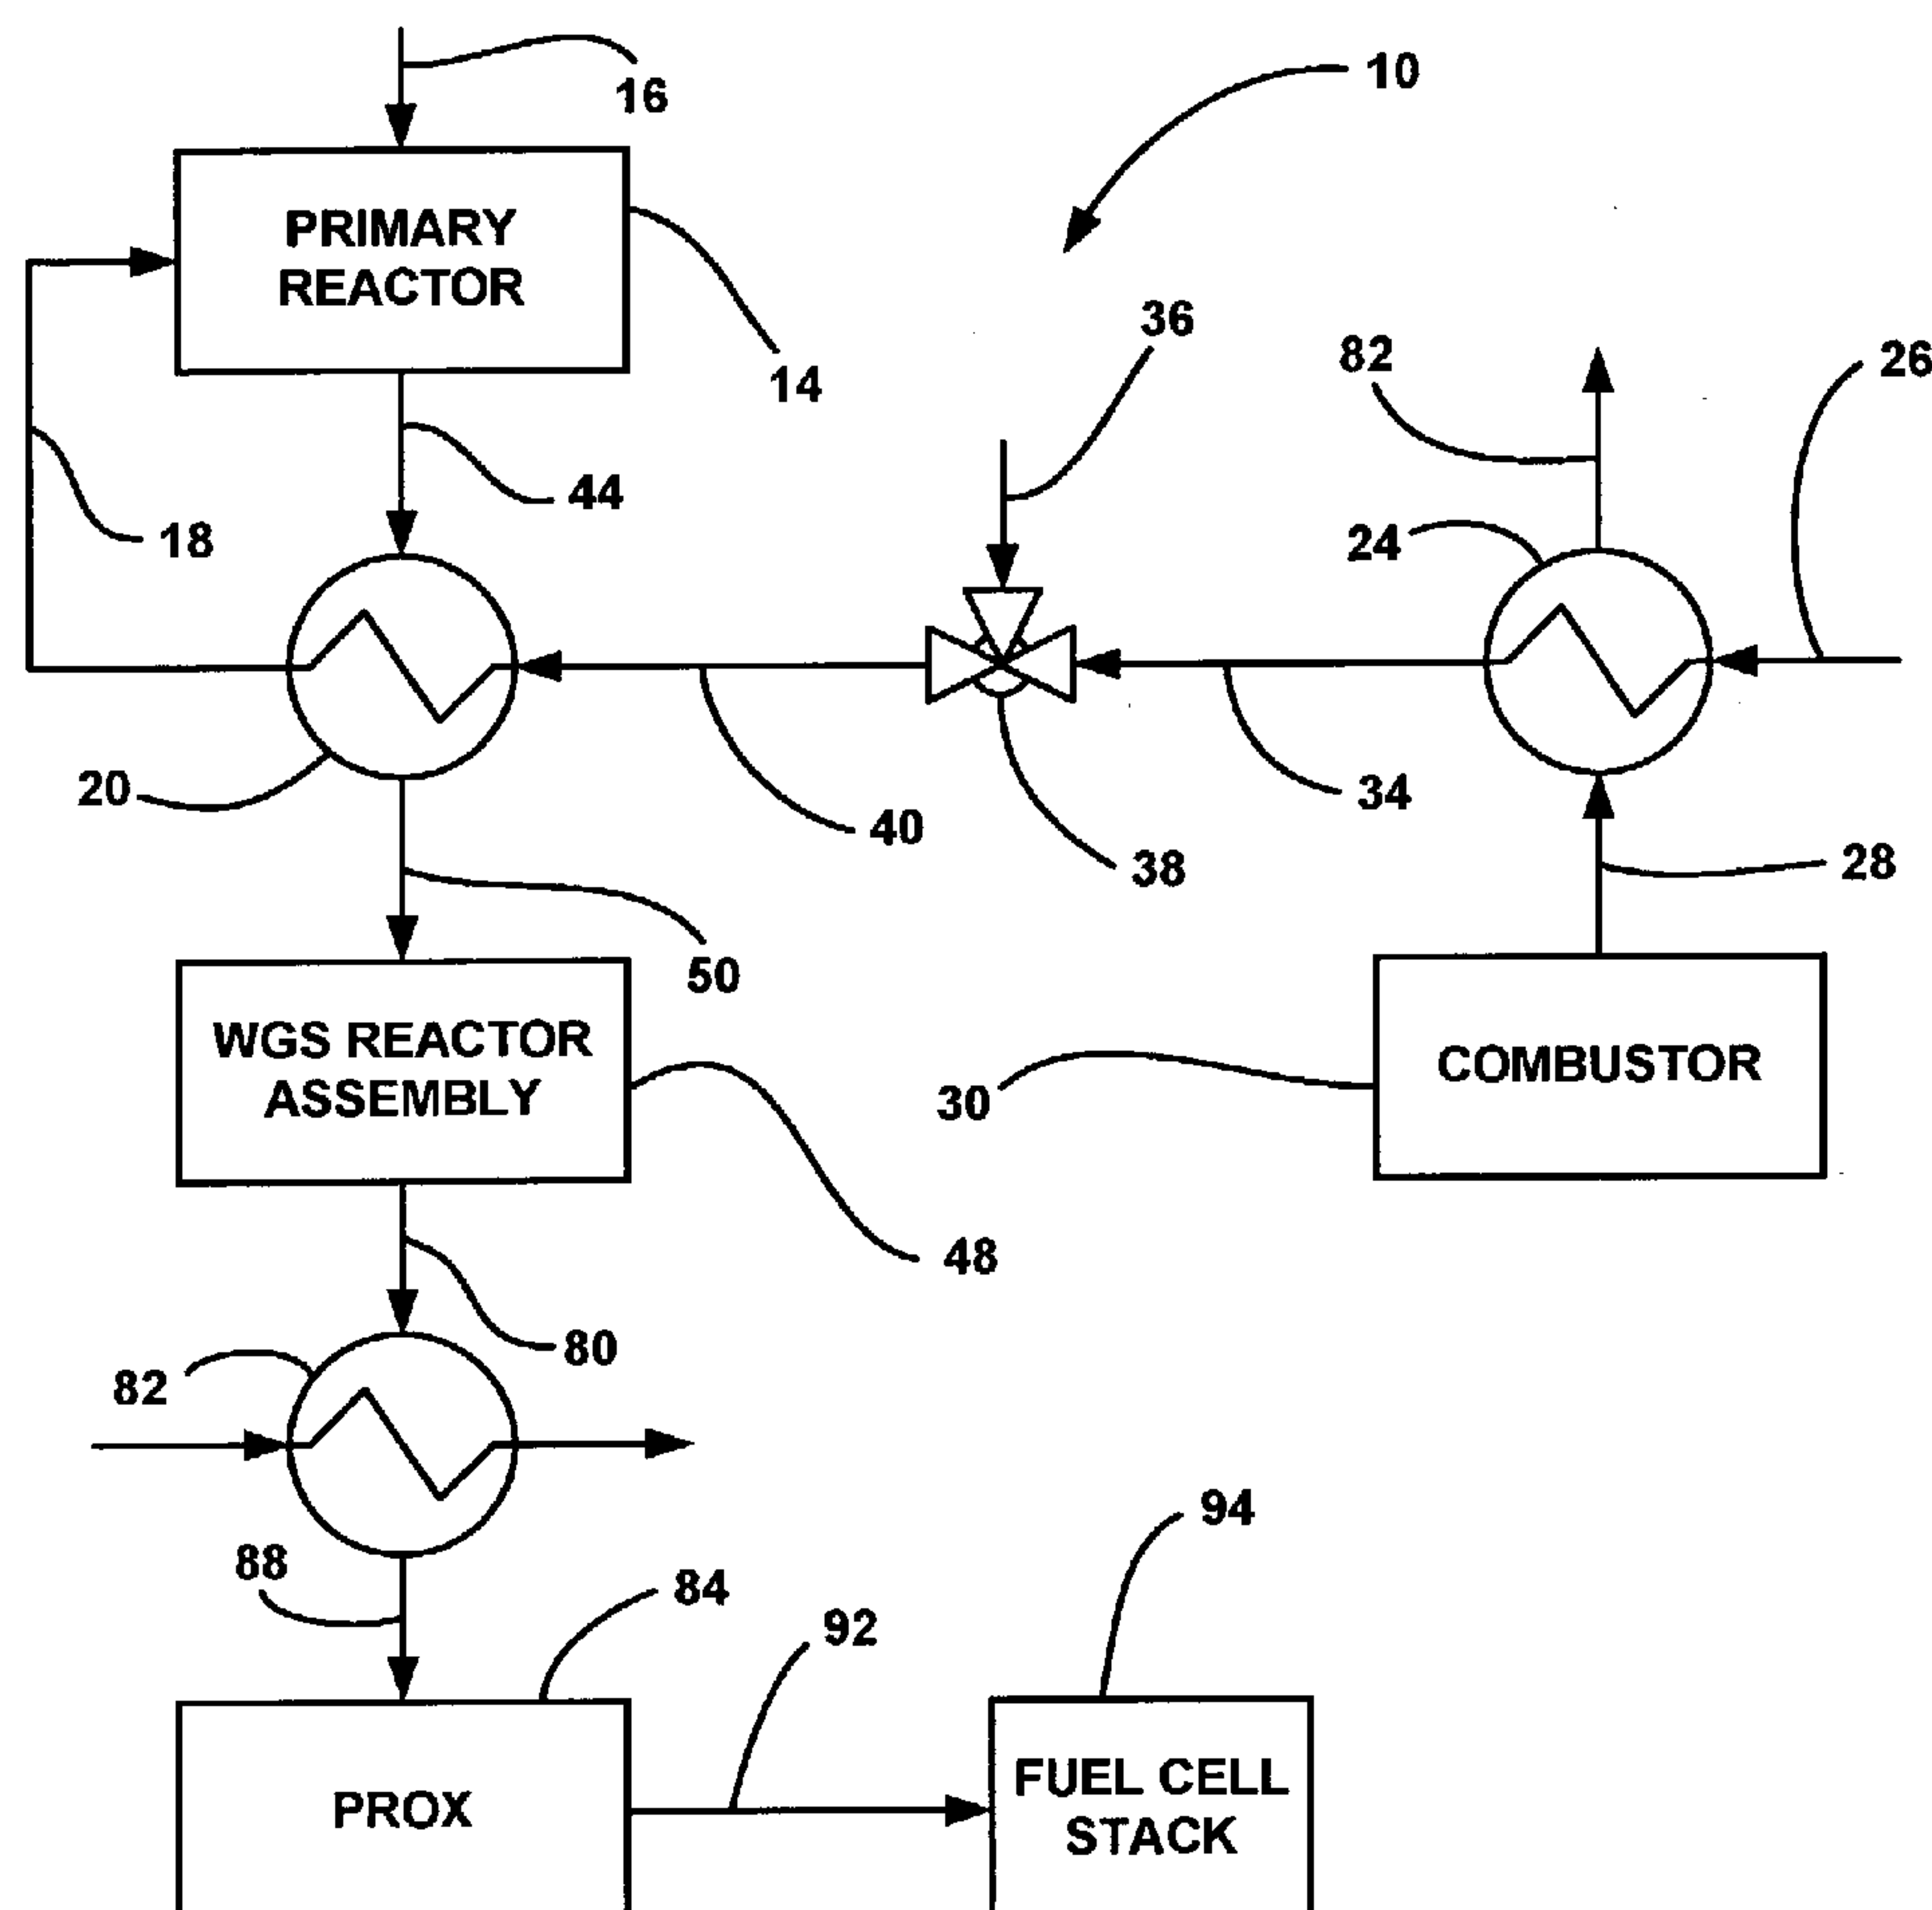 16
10
PRIMARY
REACTOR
14
36
82
26
18
44
24
20
40
34
38
28
50
WGS REACTOR
ASSEMBLY
COMBUSTOR
30
48
80
82
88
84
92
94
PROX
FUEL CELL
STACK